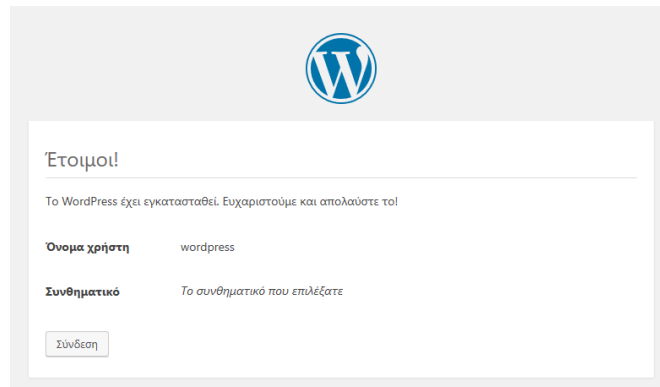 Έτοιμοι!
Το WordPress έχει εγκατασταθεί. Ευχαριστούμε και απολαύστε το!
Όνομα χρήστη wordpress
Συνθηματικό Το συνθηματικό που επιλέξατε
Σύνδεση